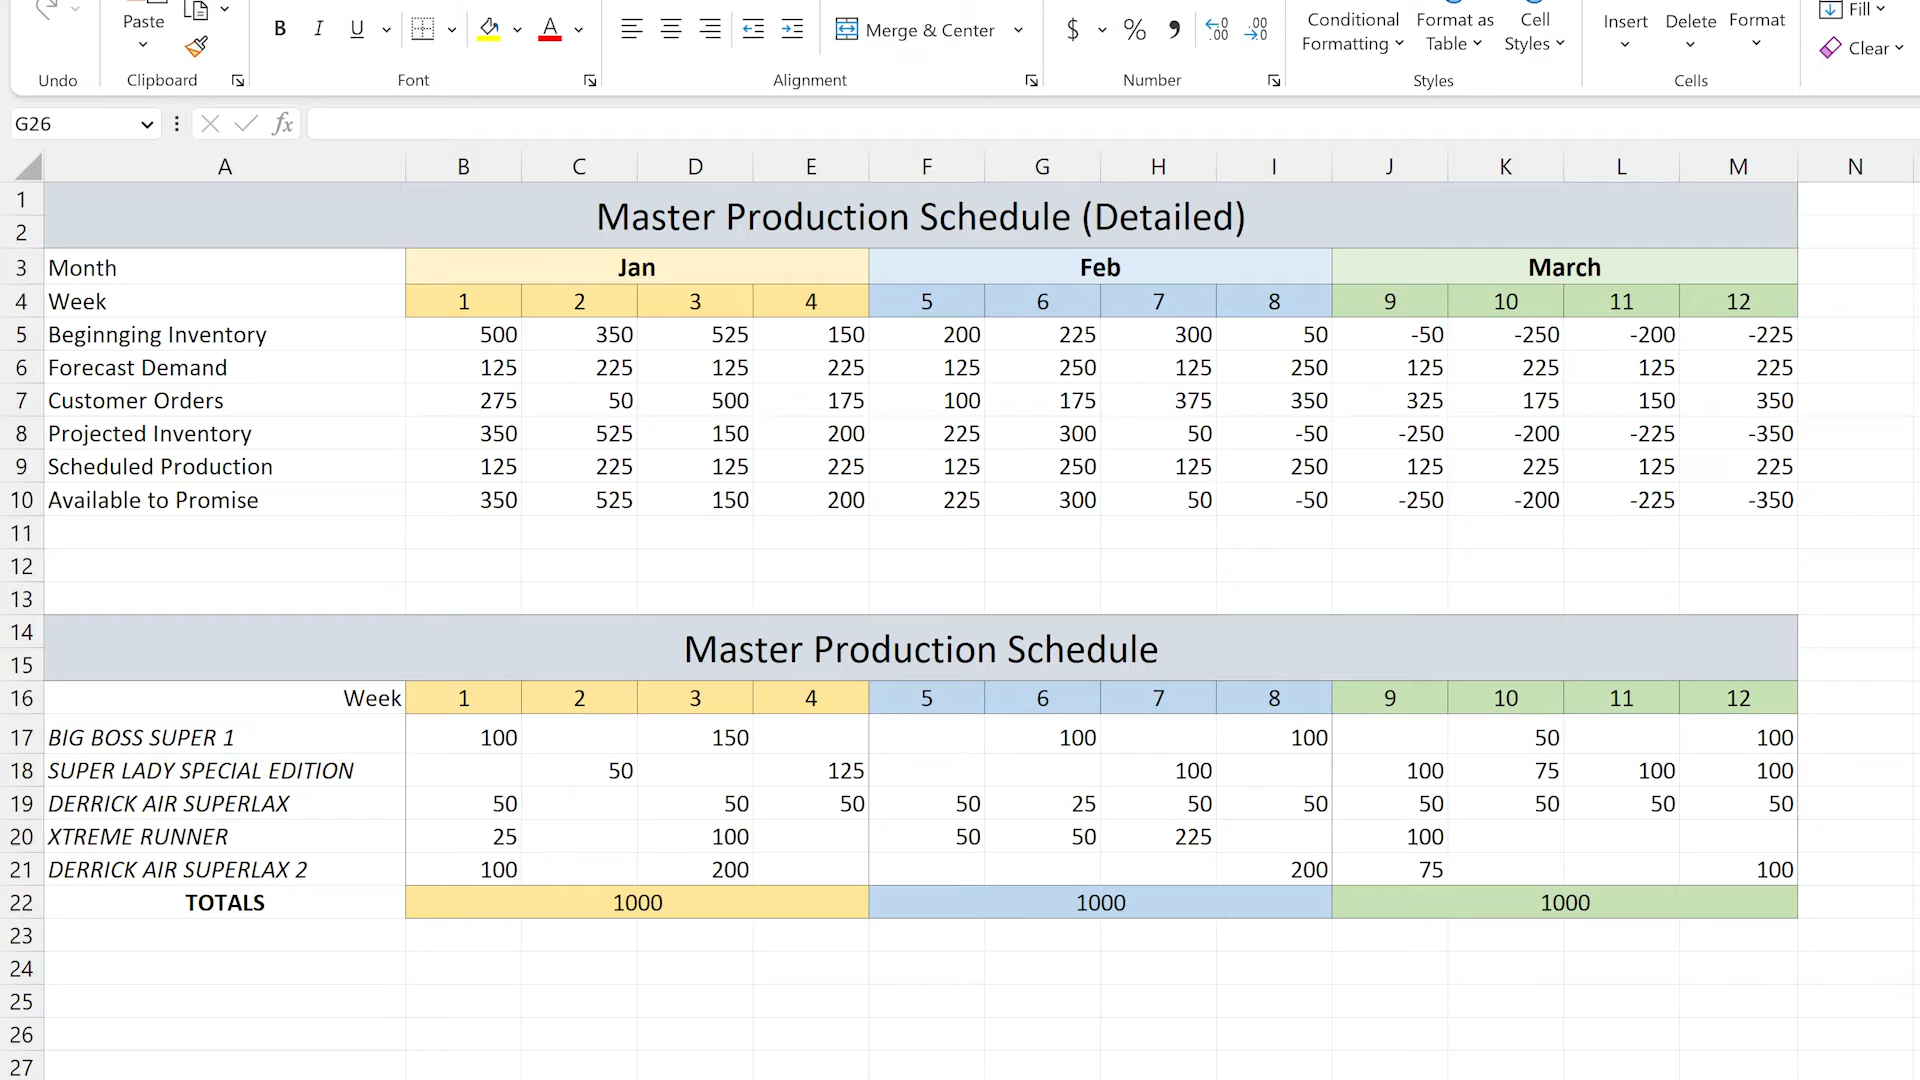 Paste
B I U A
Merge & Center
$ % ,
←0 .00
.00 →0
Conditional Formatting
Format as Table
Cell Styles
Insert
Delete
Format
Fill
Clear
Undo Clipboard Font Alignment Number Styles Cells
G26 fx
A B C D E F G H I J K L M N
1 Master Production Schedule (Detailed)
2
3 Month Jan Feb March
4 Week 1 2 3 4 5 6 7 8 9 10 11 12
5 Beginnging Inventory 500 350 525 150 200 225 300 50 -50 -250 -200 -225
6 Forecast Demand 125 225 125 225 125 250 125 250 125 225 125 225
7 Customer Orders 275 50 500 175 100 175 375 350 325 175 150 350
8 Projected Inventory 350 525 150 200 225 300 50 -50 -250 -200 -225 -350
9 Scheduled Production 125 225 125 225 125 250 125 250 125 225 125 225
10 Available to Promise 350 525 150 200 225 300 50 -50 -250 -200 -225 -350
11
12
13
14 Master Production Schedule
15
16 Week 1 2 3 4 5 6 7 8 9 10 11 12
17 BIG BOSS SUPER 1 100 150 100 100 50 100
18 SUPER LADY SPECIAL EDITION 50 125 100 100 75 100 100
19 DERRICK AIR SUPERLAX 50 50 50 50 25 50 50 50 50 50 50
20 XTREME RUNNER 25 100 50 50 225 100
21 DERRICK AIR SUPERLAX 2 100 200 200 75 100
22 TOTALS 1000 1000 1000
23
24
25
26
27